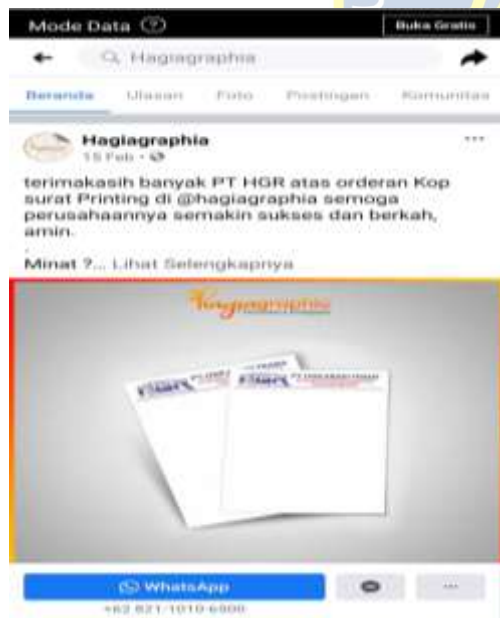 Mode Data
Buka Gratis
Hagiagraphia
Beranda Ulasan Foto Postingan Komunitas
Hagiagraphia
15 Feb
terimakasih banyak PT HGR atas orderan Kop
surat Printing di @hagiagraphia semoga
perusahaannya semakin sukses dan berkah,
amin.
.
Minat ?... Lihat Selengkapnya
Hagiagraphia
WhatsApp